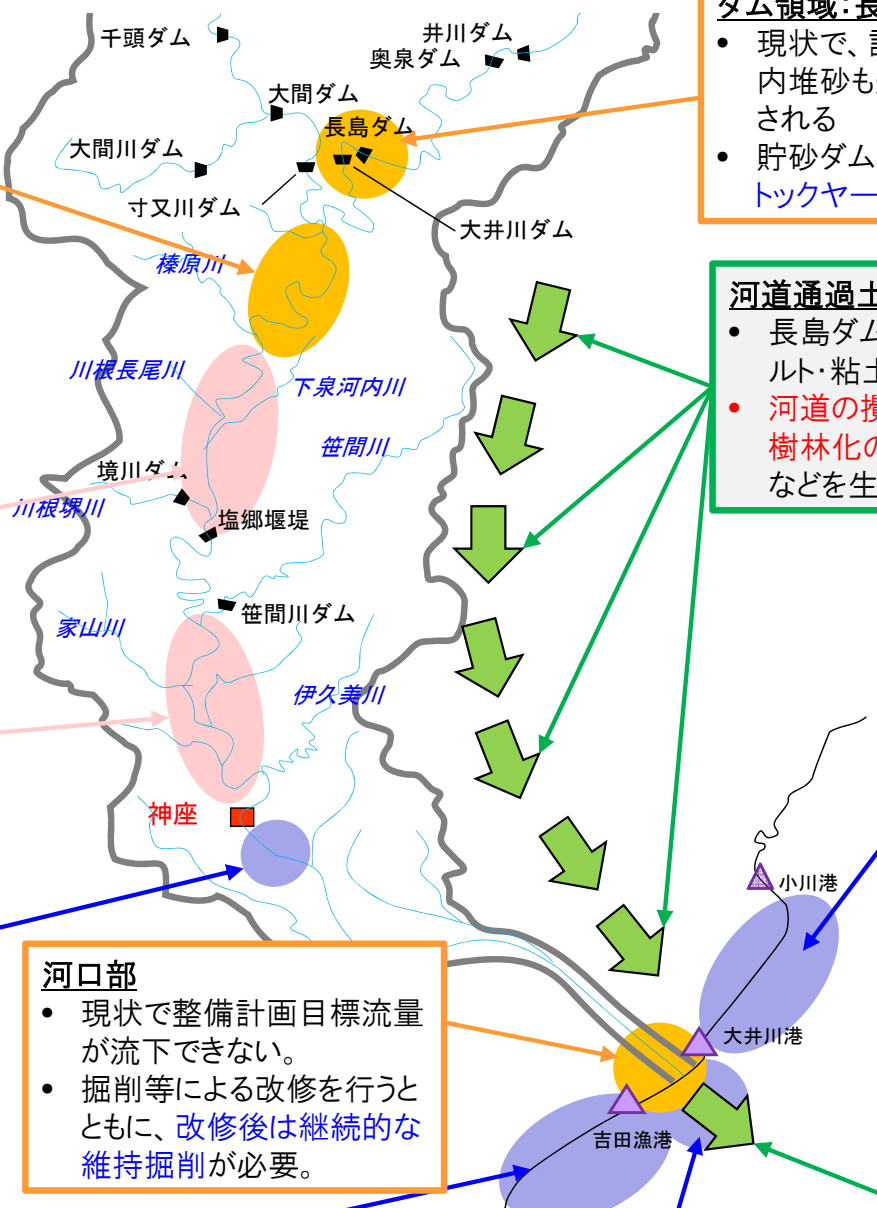 千頭ダム
井川ダム
奥泉ダム
大間ダム
長島ダム
大間川ダム
寸又川ダム
大井川ダム
榛原川
川根長尾川
下泉河内川
笹間川
境川ダム
川根堺川
塩郷堰堤
笹間川ダム
家山川
伊久美川
神座
小川港
大井川港
吉田漁港
ダム領域:長
• 現状で、
内堆砂も
される
• 貯砂ダム
トックヤー
河道通過土
• 長島ダム
ルト・粘土
• 河道の
樹林化の
などを生
河口部
• 現状で整備計画目標流量
が流下できない。
• 掘削等による改修を行うと
ともに、改修後は継続的な
維持掘削が必要。